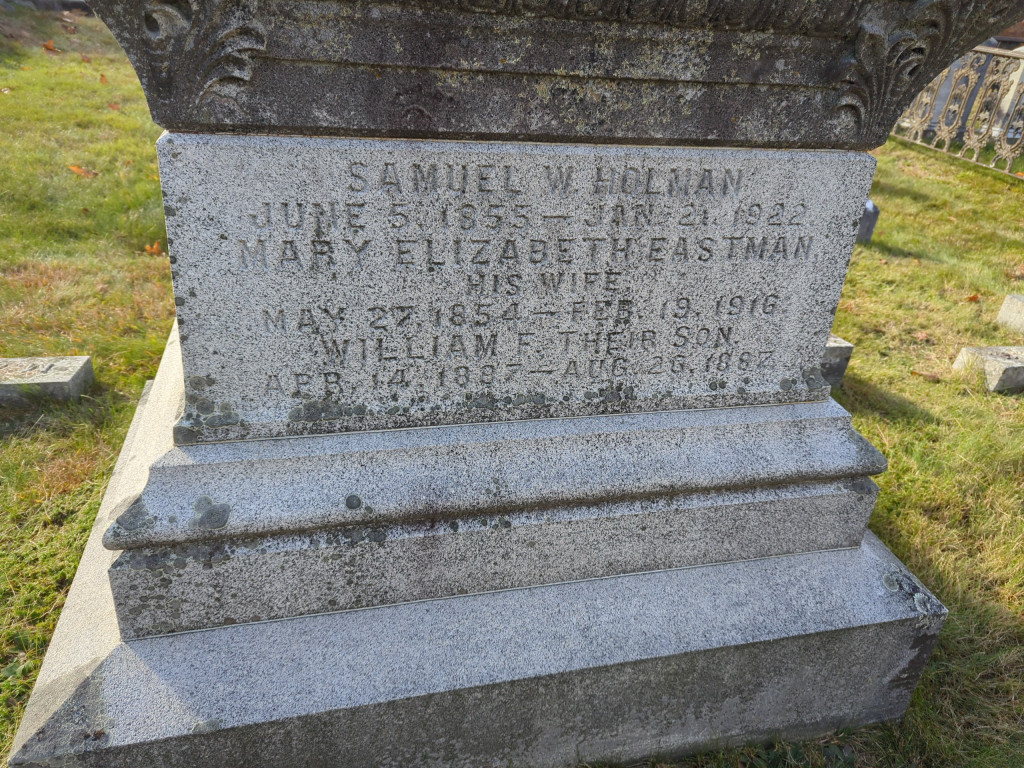 SAMUEL W. HOLMAN
JUNE 5, 1855 – JAN. 21, 1922
MARY ELIZABETH EASTMAN,
HIS WIFE,
MAY 27, 1854 – FEB. 19, 1916
WILLIAM F. THEIR SON.
APR. 14, 1887 – AUG. 26, 1887